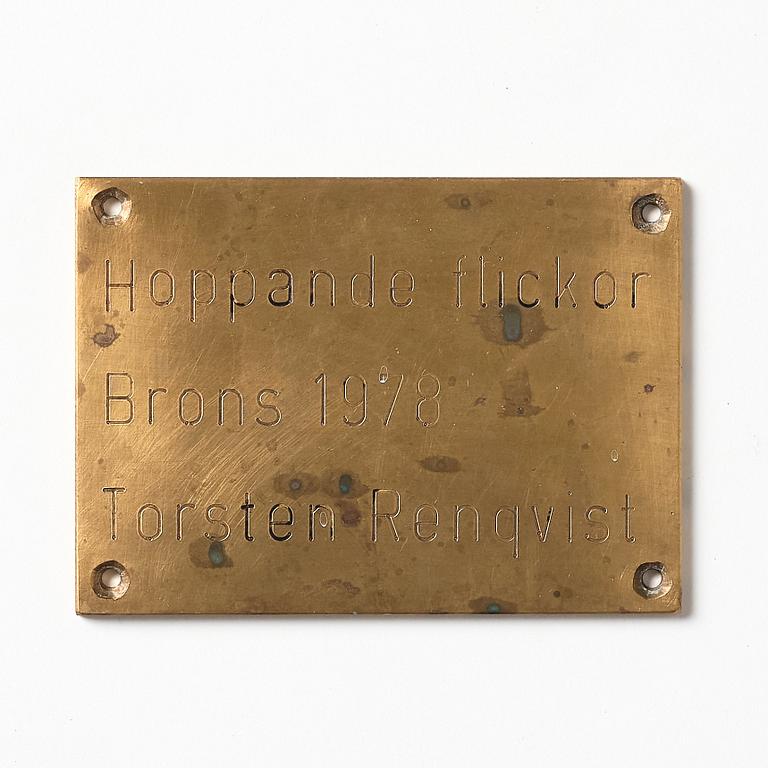 Hoppande flickor
Brons 1978
Torsten Renqvist